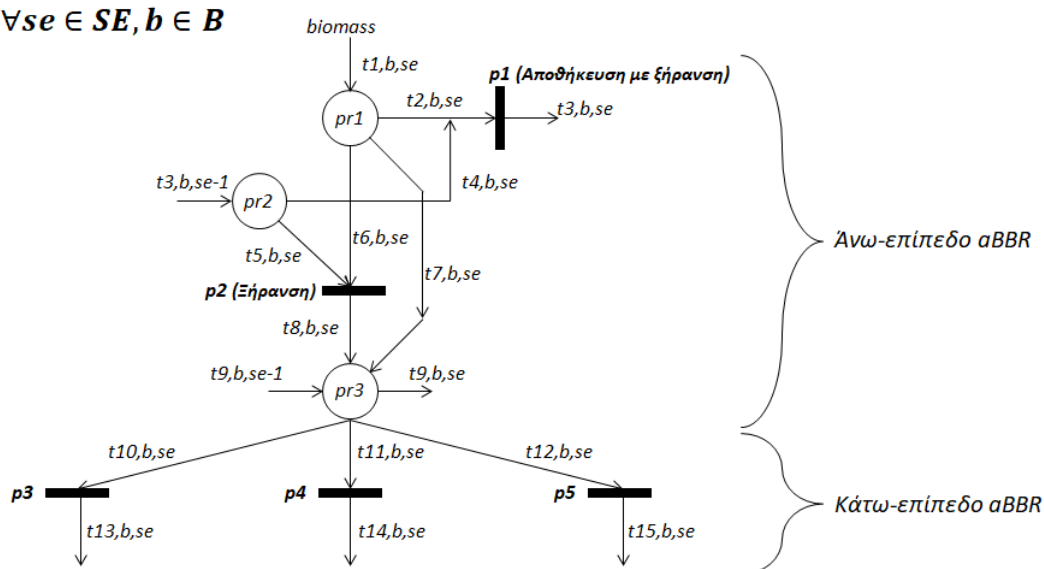 ∀se ∈ SE, b ∈ B
biomass
t1,b,se
p1 (Αποθήκευση με ξήρανση)
t2,b,se
t3,b,se
pr1
t3,b,se-1
pr2
t4,b,se
t5,b,se
t6,b,se
t7,b,se
Άνω-επίπεδο aBBR
p2 (Ξήρανση)
t8,b,se
t9,b,se-1
pr3
t9,b,se
t10,b,se
t11,b,se
t12,b,se
p3
p4
p5
Κάτω-επίπεδο aBBR
t13,b,se
t14,b,se
t15,b,se